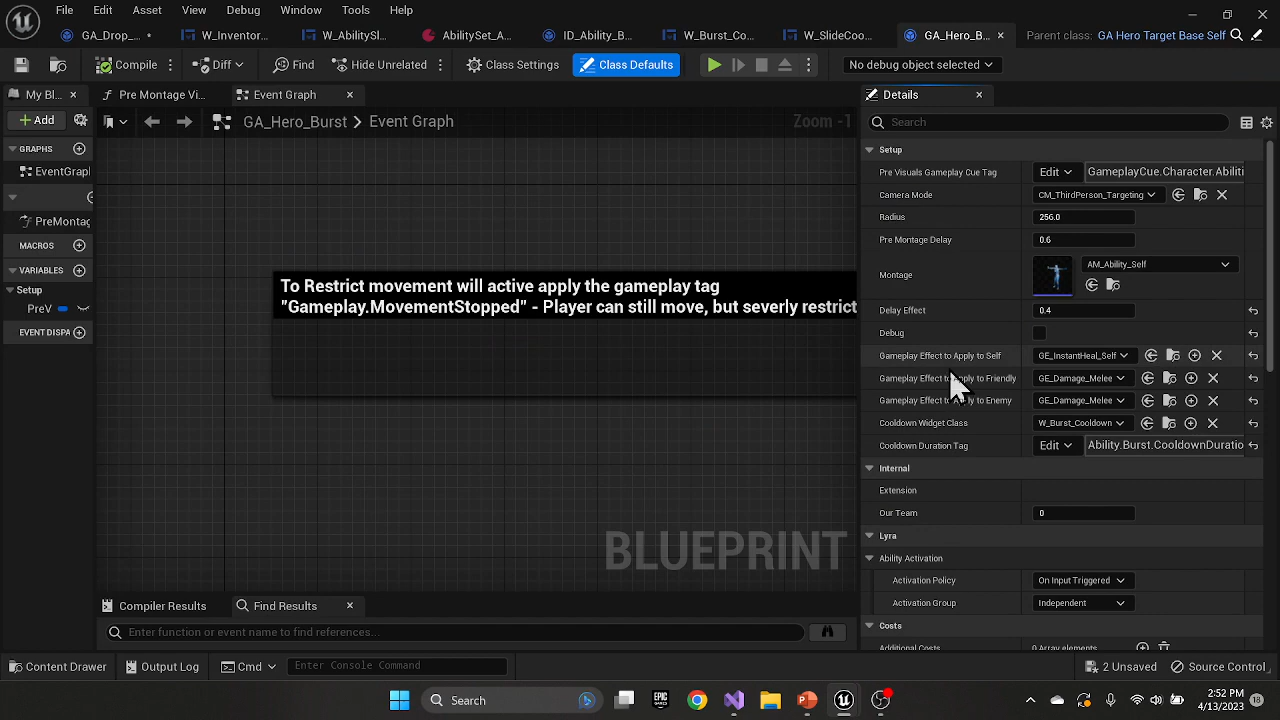 File Edit Asset View Debug Window Tools Help
GA_Drop_... • W_Inventor... W_AbilitySl... AbilitySet_A... ID_Ability_B... W_Burst_Co... W_SlideCoo... GA_Hero_B... Parent class: GA Hero Target Base Self
Compile Diff Find Hide Unrelated Class Settings Class Defaults No debug object selected
My Bl... Pre Montage Vi... Event Graph Details
+ Add GA_Hero_Burst > Event Graph Zoom -1 Search
GRAPHS
EventGraph
PreMontag
MACROS
VARIABLES
Setup
PreV
EVENT DISPA
To Restrict movement will active apply the gameplay tag
"Gameplay.MovementStopped" - Player can still move, but severly restrict
BLUEPRINT
Setup
Pre Visuals Gameplay Cue Tag Edit GameplayCue.Character.Abiliti
Camera Mode CM_ThirdPerson_Targeting
Radius 256.0
Pre Montage Delay 0.6
Montage AM_Ability_Self
Delay Effect 0.4
Debug
Gameplay Effect to Apply to Self GE_InstantHeal_Self
Gameplay Effect to Apply to Friendly GE_Damage_Melee
Gameplay Effect to Apply to Enemy GE_Damage_Melee
Cooldown Widget Class W_Burst_Cooldown
Cooldown Duration Tag Edit Ability.Burst.CooldownDuratio
Internal
Extension
Our Team 0
Lyra
Ability Activation
Activation Policy On Input Triggered
Activation Group Independent
Costs
Additional Costs 0 Array elements
Compiler Results Find Results
Enter function or event name to find references...
Content Drawer Output Log Cmd Enter Console Command 2 Unsaved Source Control
Search
2:52 PM
4/13/2023
18